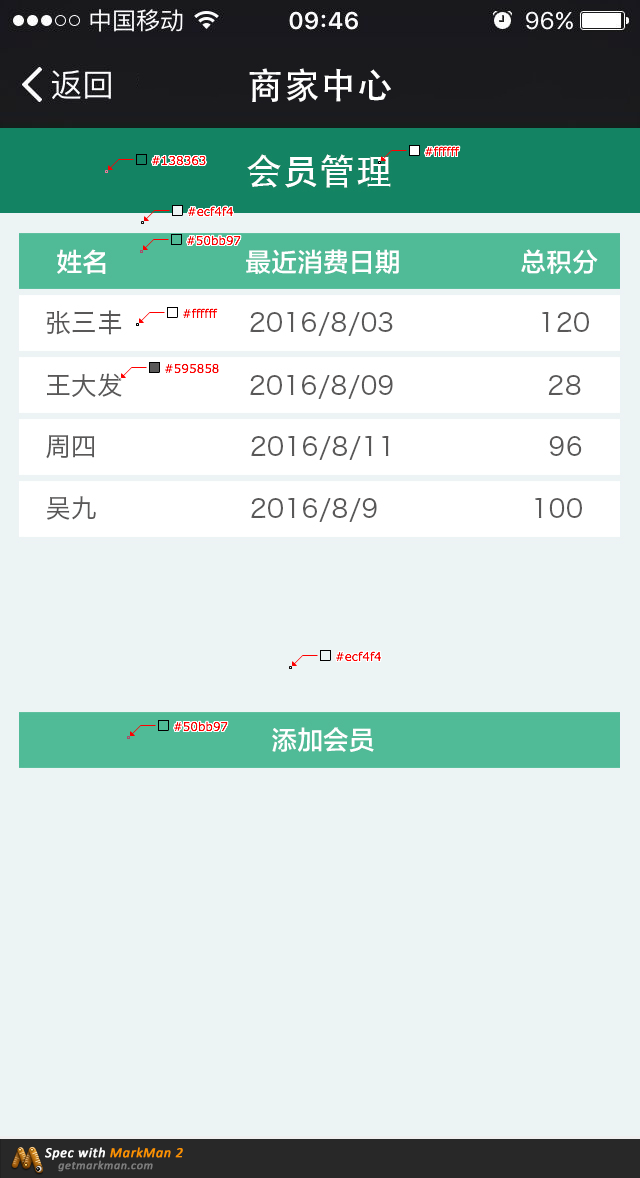 中国移动 09:46 96%
返回 商家中心
会员管理
#138363
#ffffff
#ecf4f4
#50bb97
姓名 最近消费日期 总积分
张三丰 2016/8/03 120
#ffffff
王大发 2016/8/09 28
#595858
周四 2016/8/11 96
吴九 2016/8/9 100
#ecf4f4
#50bb97
添加会员
Spec with MarkMan 2
getmarkman.com